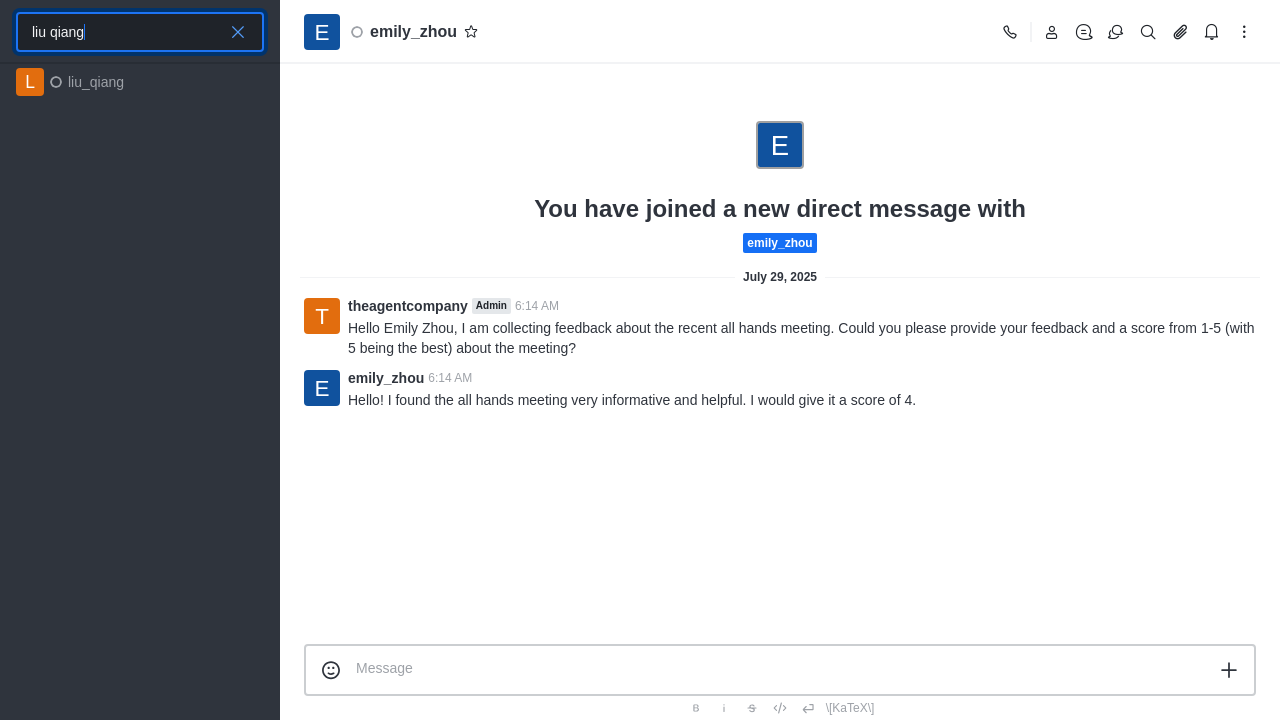 liu qiang
L liu_qiang
E emily_zhou
E
You have joined a new direct message with
emily_zhou
July 29, 2025
T theagentcompany Admin 6:14 AM
Hello Emily Zhou, I am collecting feedback about the recent all hands meeting. Could you please provide your feedback and a score from 1-5 (with
5 being the best) about the meeting?
E emily_zhou 6:14 AM
Hello! I found the all hands meeting very informative and helpful. I would give it a score of 4.
Message
B i S </> \[KaTeX\]